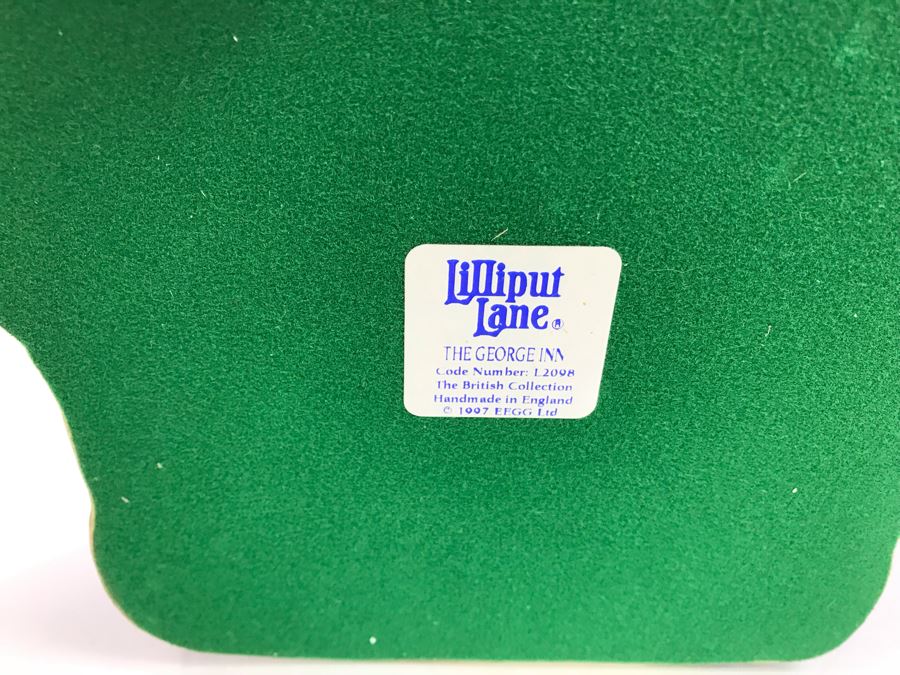 Lilliput
Lane®
THE GEORGE INN
Code Number: L2098
The British Collection
Handmade in England
© 1997 EEGG Ltd